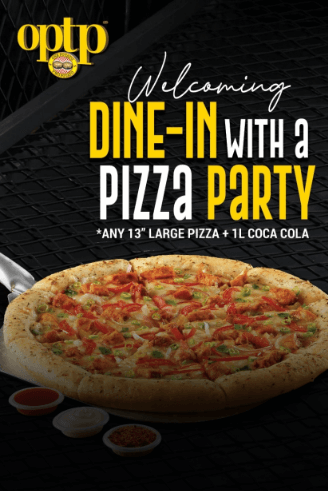 optp
Welcoming
DINE-IN WITH A
PIZZA PARTY
*ANY 13” LARGE PIZZA + 1L COCA COLA